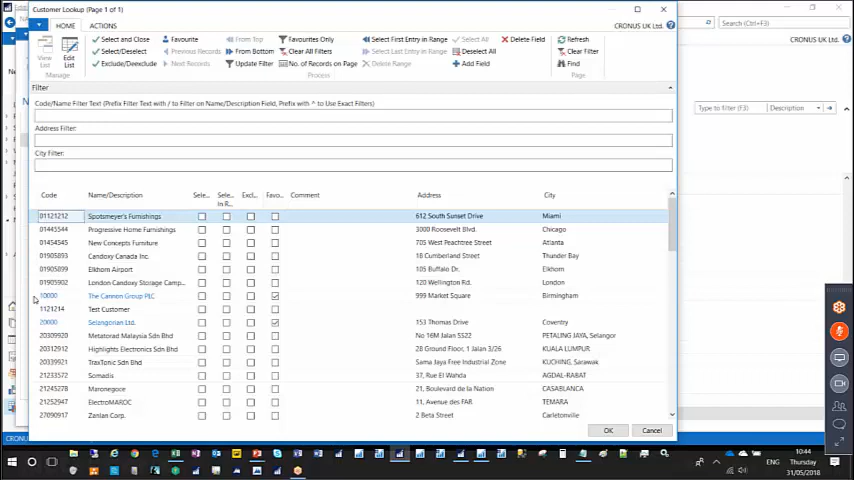 Customer Lookup (Page 1 of 1)
HOME ACTIONS CRONUS UK Ltd.
View List
Edit List
Manage
Select and Close
Select/Deselect
Exclude/Deexclude
Favourite
Previous Records
Next Records
From Top
From Bottom
Update Filter
Favourites Only
Clear All Filters
No. of Records on Page
Select First Entry in Range
Select Last Entry in Range
Delete Range
Select All
Deselect All
Add Field
Delete Field
Process
Refresh
Clear Filter
Find
Page
Search (Ctrl+F3)
CRONUS UK Ltd.
Type to filter (F3) Description
Filter
Code/Name Filter Text (Prefix Filter Text with / to Filter on Name/Description Field, Prefix with ^ to Use Exact Filters)
Address Filter:
City Filter:
Code Name/Description Sele... Sele... In R... Excl... Favo... Comment Address City
01121212 Spotsmeyer's Furnishings 612 South Sunset Drive Miami
01445544 Progressive Home Furnishings 3000 Roosevelt Blvd. Chicago
01454545 New Concepts Furniture 705 West Peachtree Street Atlanta
01905893 Candoxy Canada Inc. 18 Cumberland Street Thunder Bay
01905899 Elkhorn Airport 105 Buffalo Dr. Elkhorn
01905902 London Candoxy Storage Camp... 120 Wellington Rd. London
10000 The Cannon Group PLC 999 Market Square Birmingham
1121214 Test Customer
20000 Selangorian Ltd. 153 Thomas Drive Coventry
20309920 Metatorad Malaysia Sdn Bhd No 16M Jalan SS22 PETALING JAYA, Selangor
20312912 Highlights Electronics Sdn Bhd 28 Ground Floor, 1 Jalan 3/26 KUALA LUMPUR
20339921 TraxTonic Sdn Bhd Sama Jaya Free Industrial Zone KUCHING, Sarawak
21233572 Somadis 37, Rue El Wahda AGDAL-RABAT
21245278 Maronegoce 21, Boulevard de la Nation CASABLANCA
21252947 ElectroMAROC 11, Avenue des FAR TEMARA
27090917 Zanlan Corp. 2 Beta Street Carletonville
OK Cancel
10:44
ENG Thursday
31/05/2018